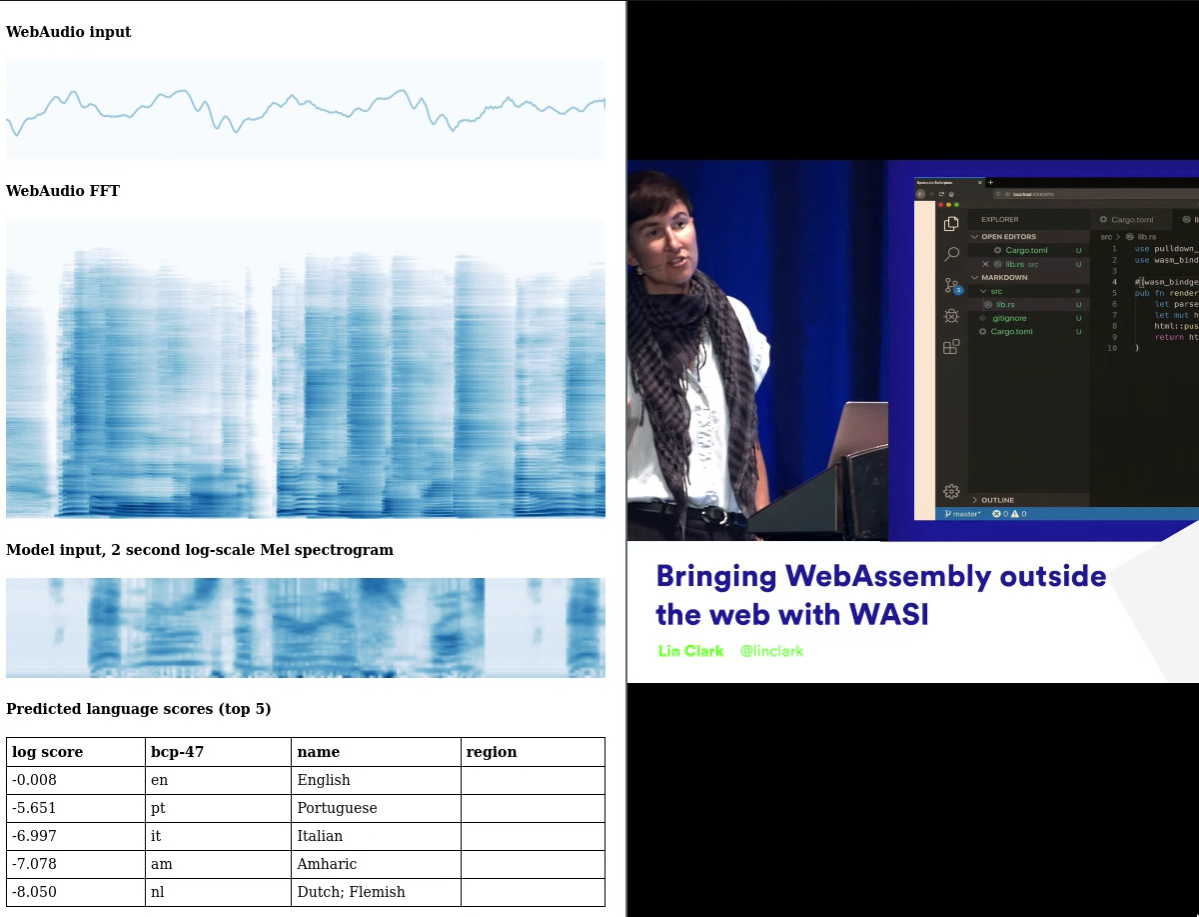 WebAudio input
WebAudio FFT
Model input, 2 second log-scale Mel spectrogram
Predicted language scores (top 5)
log score bcp-47 name region
-0.008 en English
-5.651 pt Portuguese
-6.997 it Italian
-7.078 am Amharic
-8.050 nl Dutch; Flemish
EXPLORER
OPEN EDITORS
Cargo.toml U
lib.rs src U
MARKDOWN
src
lib.rs U
.gitignore U
Cargo.toml U
OUTLINE
master* 0 0
Cargo.toml
src > lib.rs
1 use pulldown_
2 use wasm_bind
3
4 #[wasm_bindge
5 pub fn render
6 let parse
7 let mut h
8 html::pus
9 return ht
10 }
Bringing WebAssembly outside
the web with WASI
Lin Clark @linclark